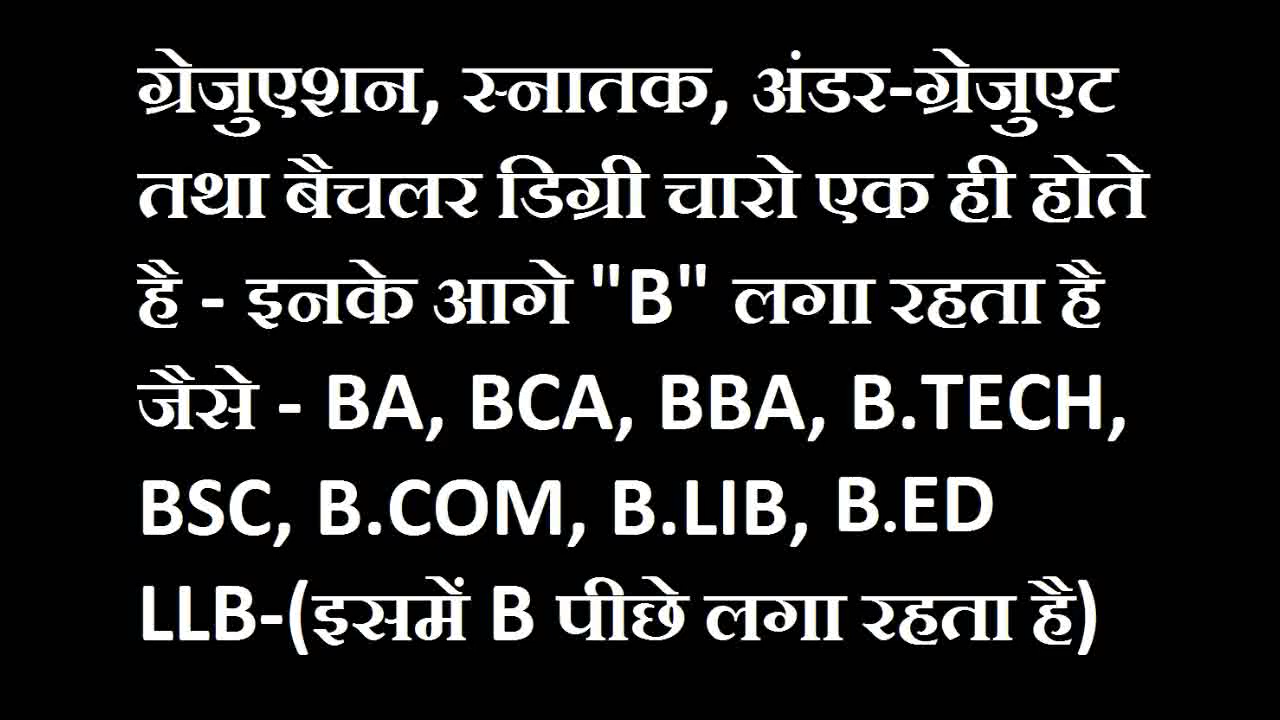 ग्रेजुएशन, स्नातक, अंडर-ग्रेजुएट
तथा बैचलर डिग्री चारो एक ही होते
है - इनके आगे "B" लगा रहता है
जैसे - BA, BCA, BBA, B.TECH,
BSC, B.COM, B.LIB, B.ED
LLB-(इसमें B पीछे लगा रहता है)